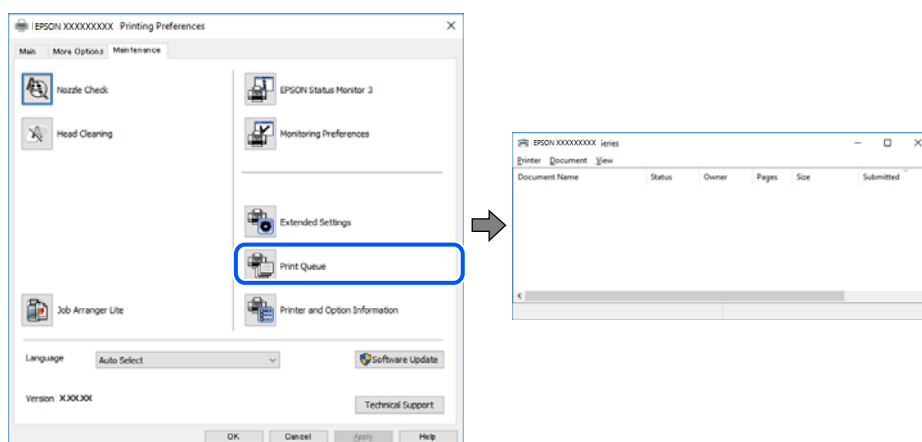 EPSON XXXXXXXXX Printing Preferences
Main More Options Maintenance
Nozzle Check
Head Cleaning
Job Arranger Lite
EPSON Status Monitor 3
Monitoring Preferences
Extended Settings
Print Queue
Printer and Option Information
Language Auto Select Software Update
Version X.XX.XX
Technical Support
OK Cancel Apply Help
EPSON XXXXXXXXX ieries
Printer Document View
Document Name Status Owner Pages Size Submitted